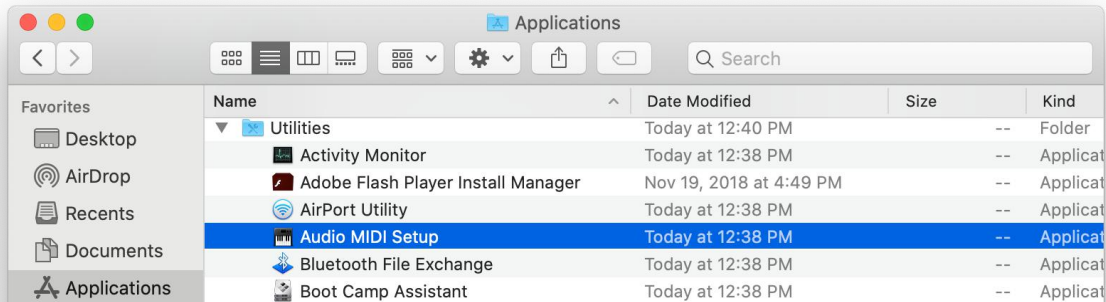 Applications
Search
Favorites
Desktop
AirDrop
Recents
Documents
Applications
Name Date Modified Size Kind
Utilities Today at 12:40 PM -- Folder
Activity Monitor Today at 12:38 PM -- Applicat
Adobe Flash Player Install Manager Nov 19, 2018 at 4:49 PM -- Applicat
AirPort Utility Today at 12:38 PM -- Applicat
Audio MIDI Setup Today at 12:38 PM -- Applicat
Bluetooth File Exchange Today at 12:38 PM -- Applicat
Boot Camp Assistant Today at 12:38 PM -- Applicat